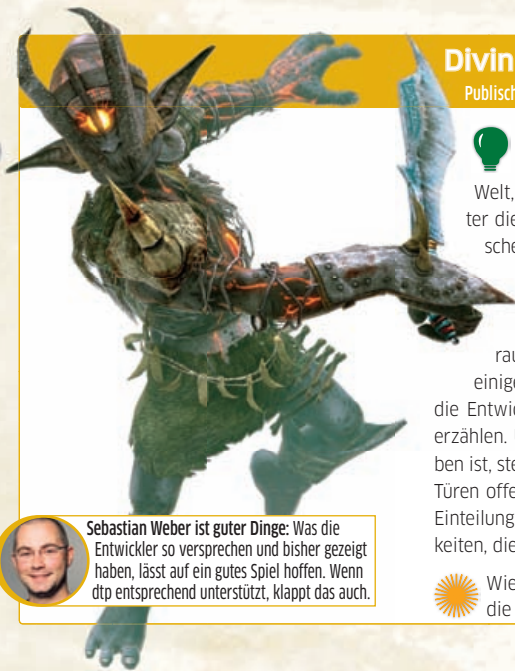 Divin
Publisch
Welt,
ter die
sche
rau
einige
die Entwic
erzählen.
ben ist, ste
Türen offe
Einteilung
keiten, die
Wie
die
Sebastian Weber ist guter Dinge: Was die
Entwickler so versprechen und bisher gezeigt
haben, lässt auf ein gutes Spiel hoffen. Wenn
dtp entsprechend unterstützt, klappt das auch.